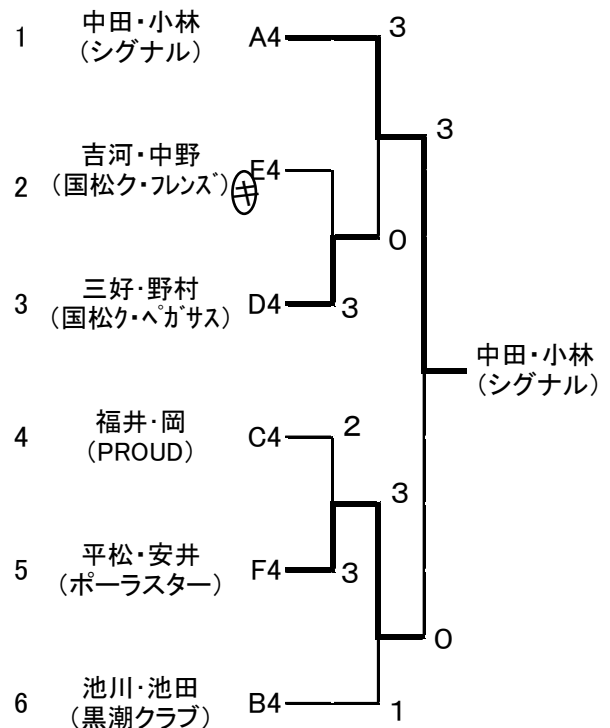 1 中田・小林 A4 3
(シグナル)
3
吉河・中野 E4
2 (国松ク・フレンズ) キ
0
三好・野村
3 (国松ク・ペガサス) D4 3
中田・小林
(シグナル)
4 福井・岡 C4 2
(PROUD)
3
5 平松・安井 F4 3
(ポーラスター)
0
6 池川・池田 B4 1
(黒潮クラブ)